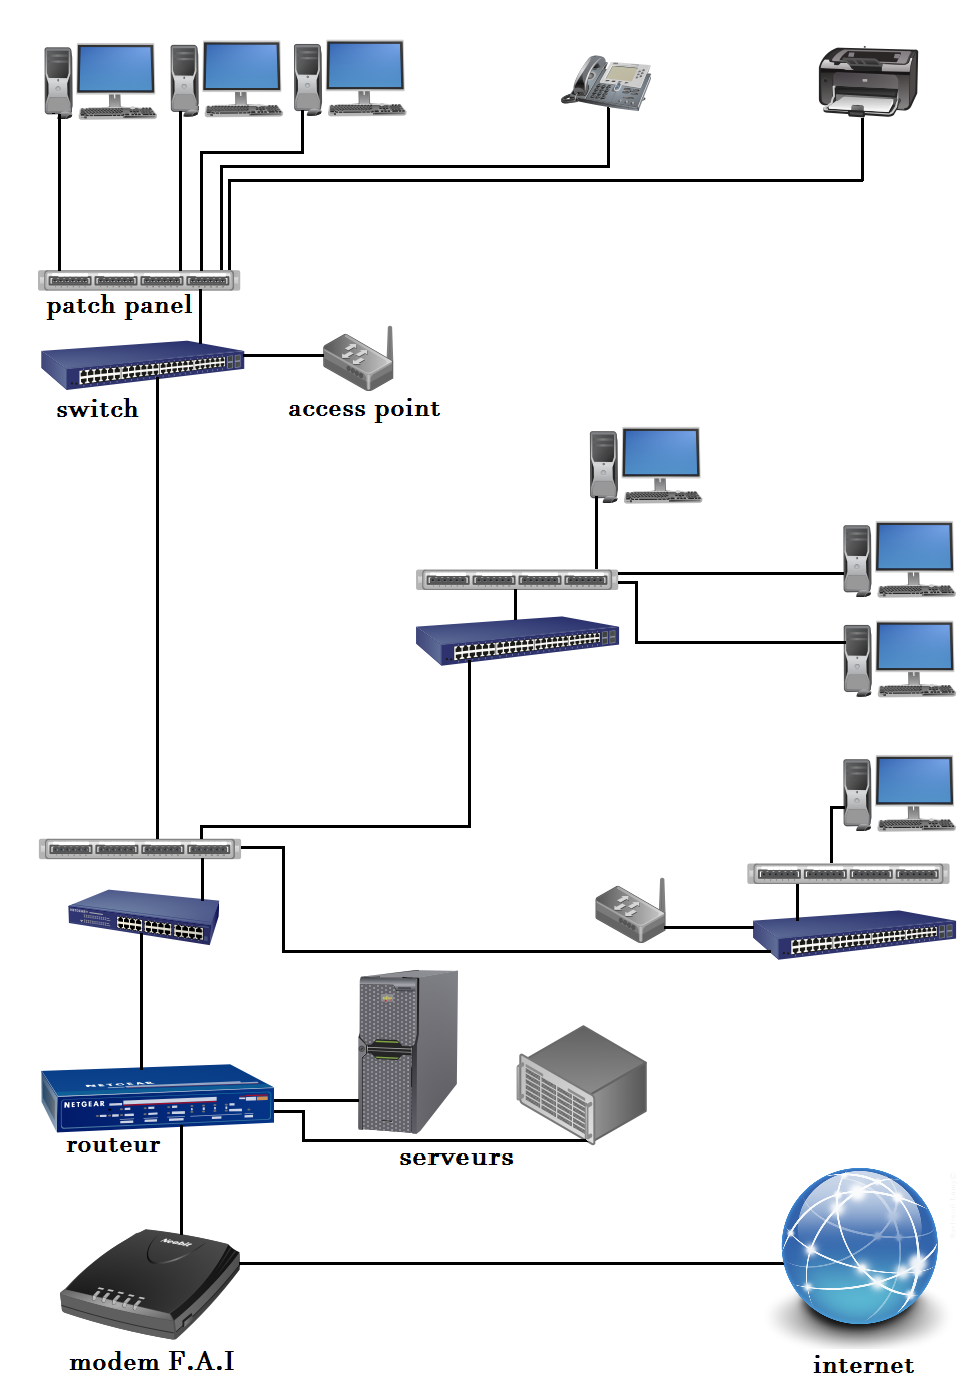 patch panel
switch
access point
NETGEAR
NETGEAR
routeur
serveurs
modem F.A.I
internet